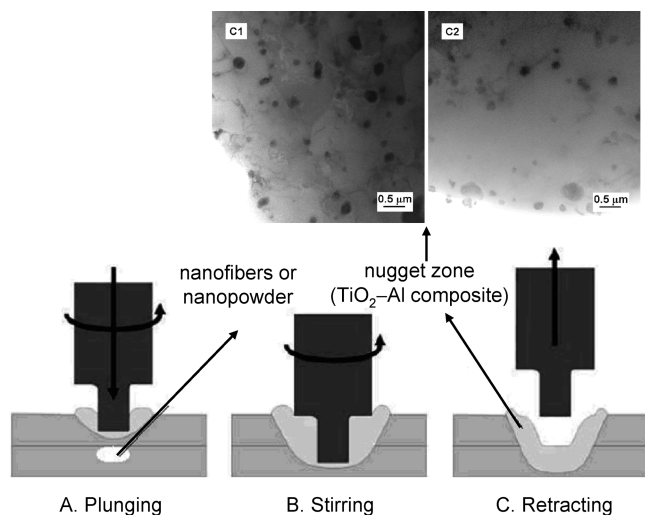 C1
C2
0.5 μm
0.5 μm
nanofibers or
nanopowder
nugget zone
(TiO₂–Al composite)
A. Plunging
B. Stirring
C. Retracting